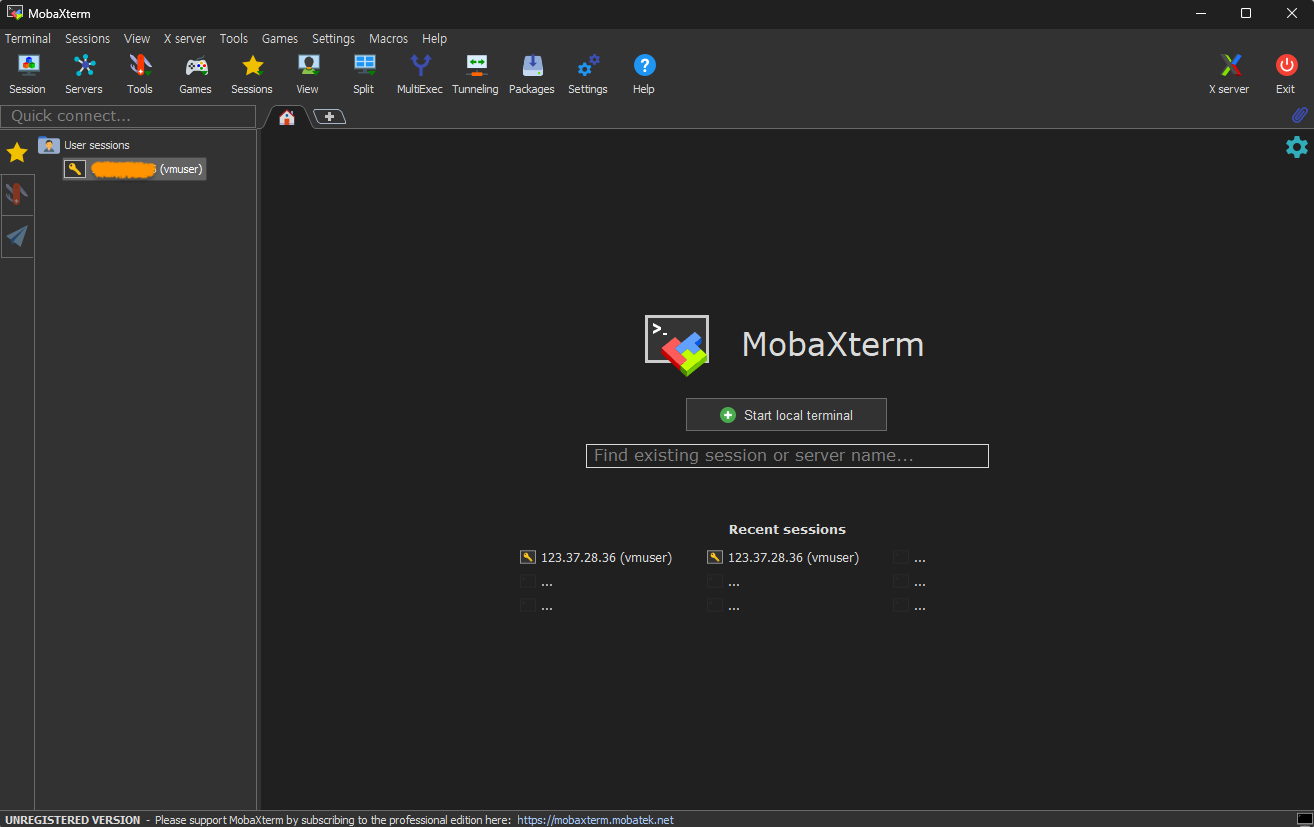 MobaXterm
Terminal Sessions View X server Tools Games Settings Macros Help
Session Servers Tools Games Sessions View Split MultiExec Tunneling Packages Settings Help X server Exit
Quick connect...
User sessions
(vmuser)
>_
MobaXterm
Start local terminal
Find existing session or server name...
Recent sessions
123.37.28.36 (vmuser) 123.37.28.36 (vmuser) ...
... ... ...
... ... ...
UNREGISTERED VERSION - Please support MobaXterm by subscribing to the professional edition here: https://mobaxterm.mobatek.net